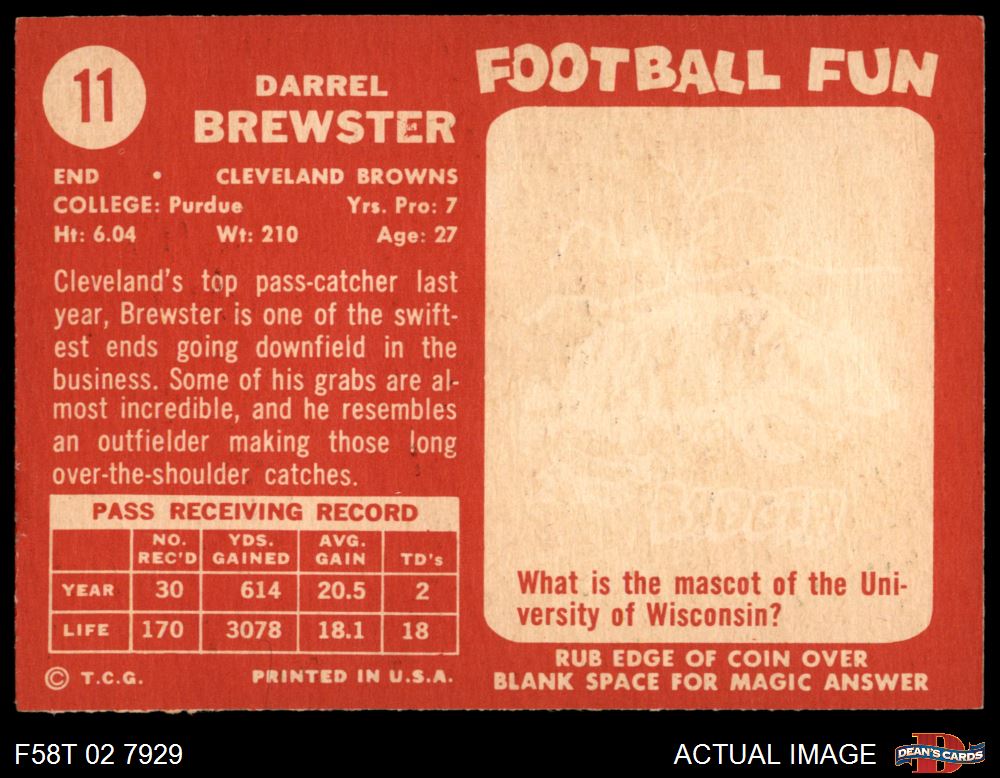 11
DARREL
BREWSTER
END • CLEVELAND BROWNS
COLLEGE: Purdue Yrs. Pro: 7
Ht: 6.04 Wt: 210 Age: 27
Cleveland's top pass-catcher last
year, Brewster is one of the swift-
est ends going downfield in the
business. Some of his grabs are al-
most incredible, and he resembles
an outfielder making those long
over-the-shoulder catches.
PASS RECEIVING RECORD
NO. REC'D YDS. GAINED AVG. GAIN TD's
YEAR 30 614 20.5 2
LIFE 170 3078 18.1 18
© T.C.G. PRINTED IN U.S.A.
FOOTBALL FUN
What is the mascot of the Uni-
versity of Wisconsin?
RUB EDGE OF COIN OVER
BLANK SPACE FOR MAGIC ANSWER
F58T 02 7929
ACTUAL IMAGE
DEAN'S CARDS